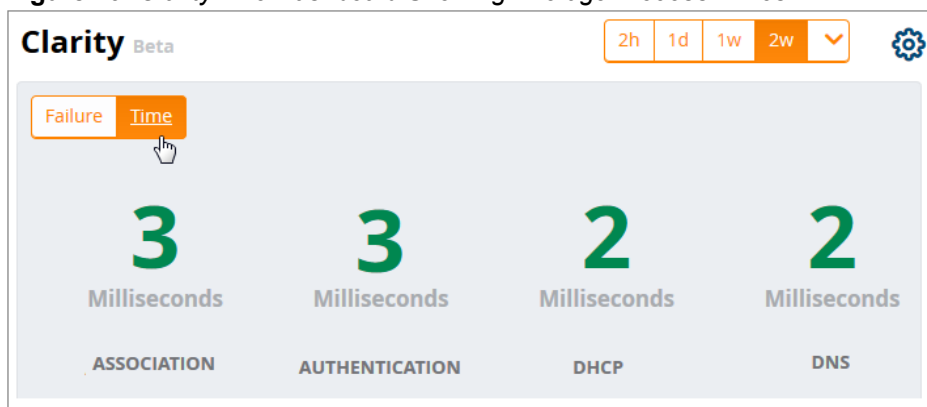 Clarity Beta
2h 1d 1w 2w
Failure Time
3 3 2 2
Milliseconds Milliseconds Milliseconds Milliseconds
ASSOCIATION AUTHENTICATION DHCP DNS